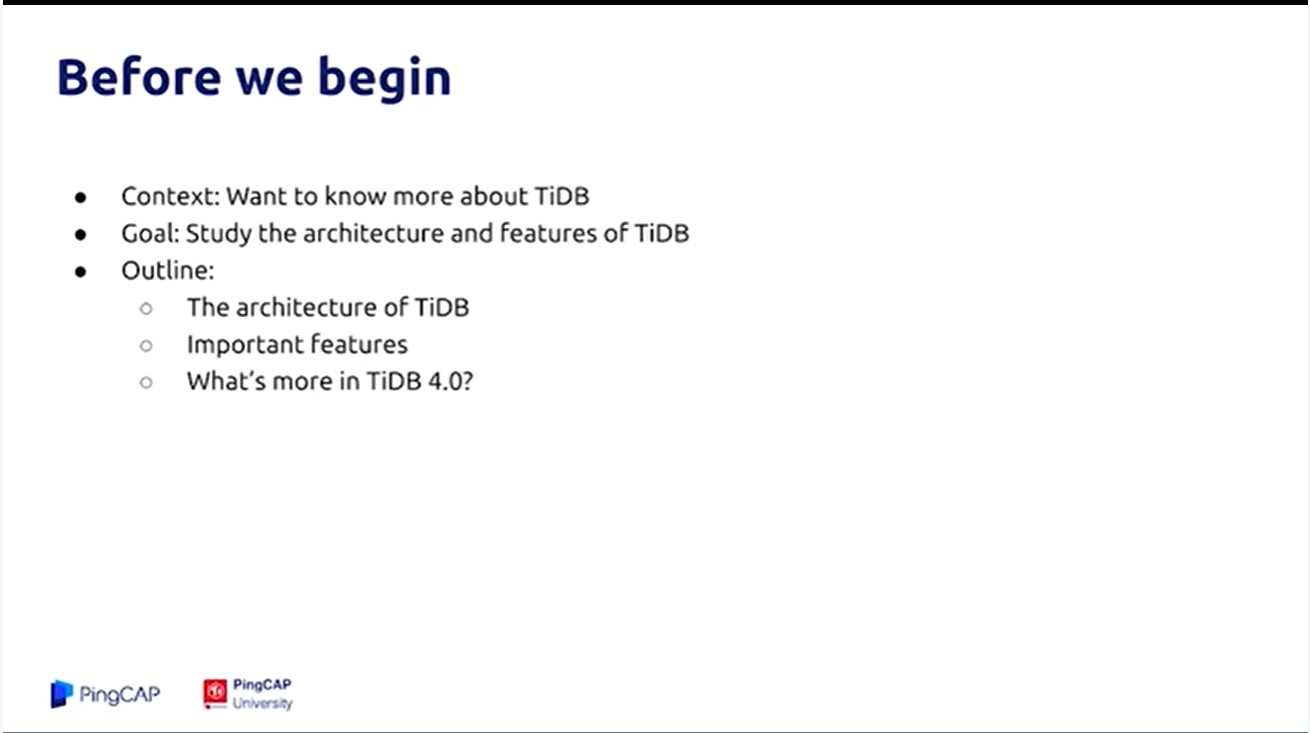 Before we begin
● Context: Want to know more about TiDB
● Goal: Study the architecture and features of TiDB
● Outline:
○ The architecture of TiDB
○ Important features
○ What's more in TiDB 4.0?
PingCAP
PingCAP
University